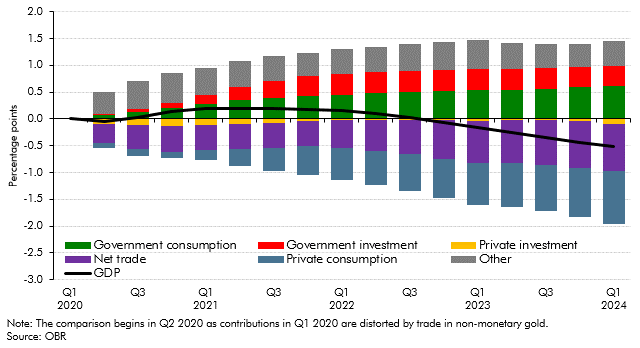 Percentage points
2.0
1.5
1.0
0.5
0.0
-0.5
-1.0
-1.5
-2.0
-2.5
-3.0
Government consumption Government investment Private investment
Net trade Private consumption Other
GDP
Q1 Q3 Q1 Q3 Q1 Q3 Q1 Q3 Q1
2020 2021 2022 2023 2024
Note: The comparison begins in Q2 2020 as contributions in Q1 2020 are distorted by trade in non-monetary gold.
Source: OBR